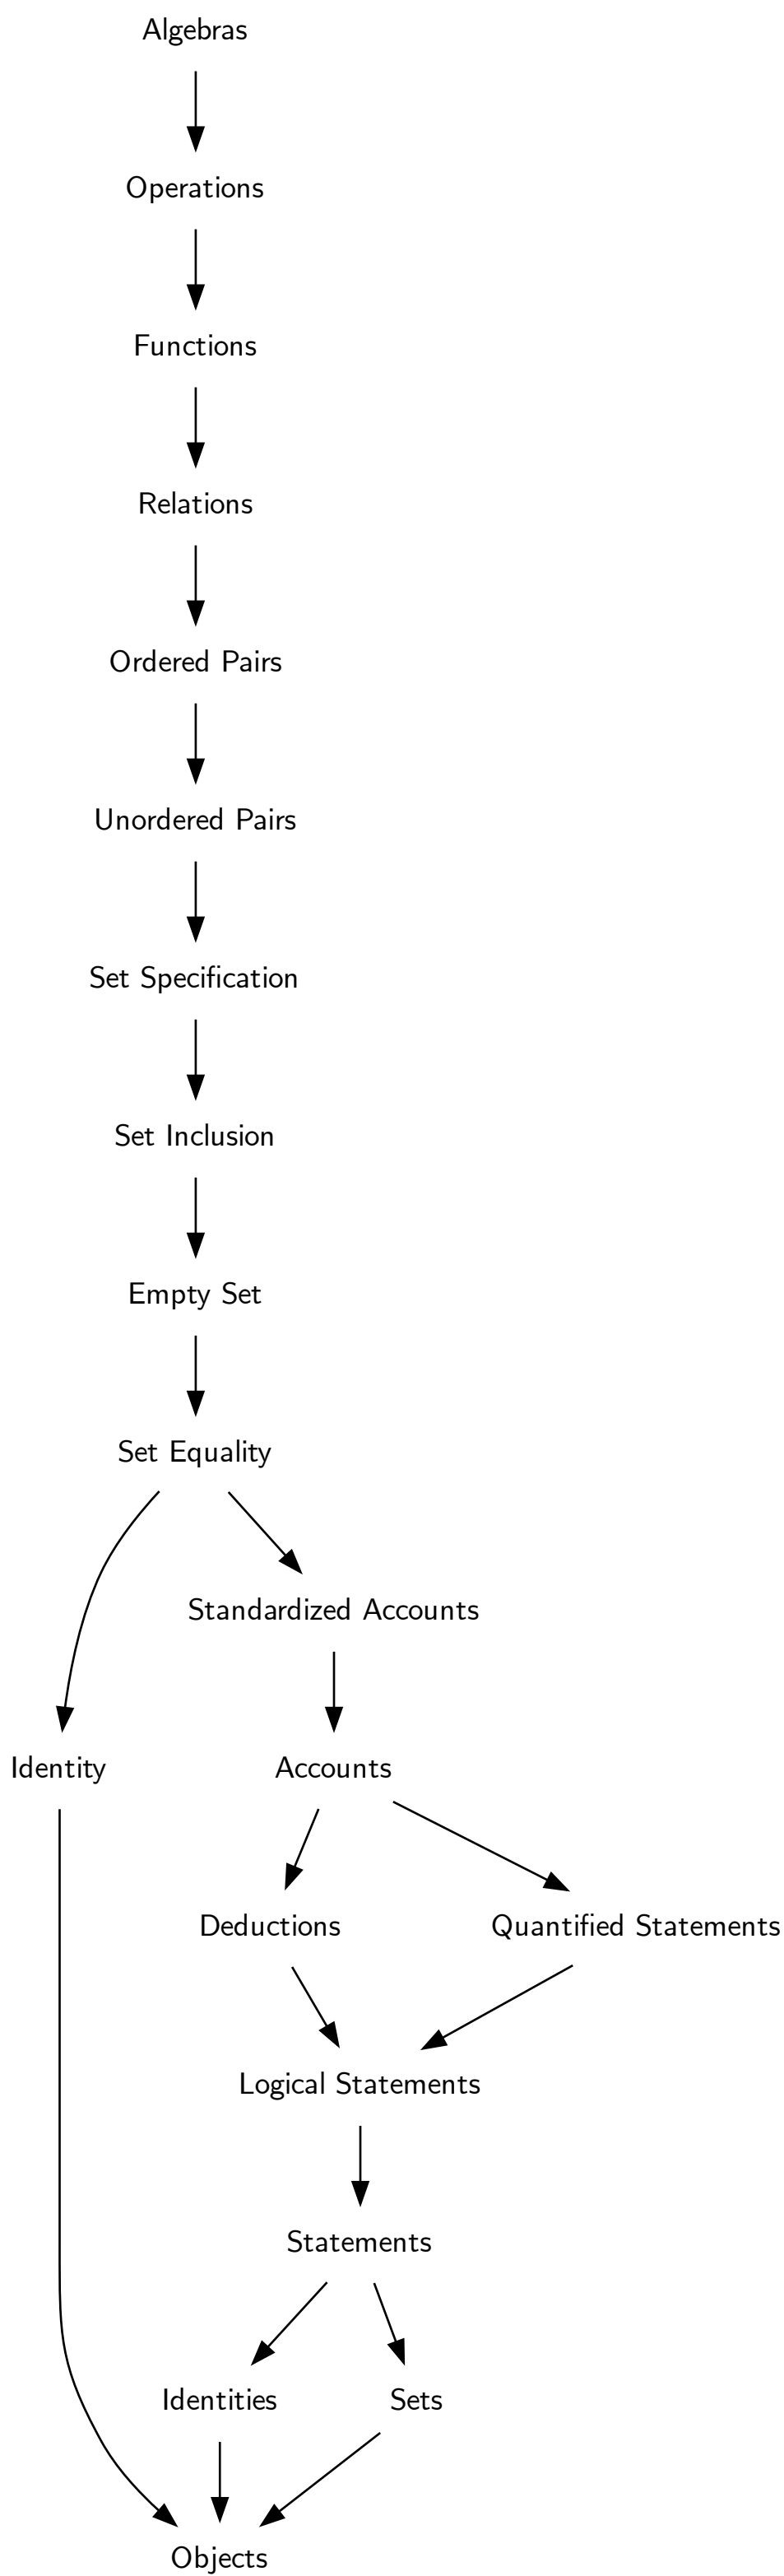 Algebras
Operations
Functions
Relations
Ordered Pairs
Unordered Pairs
Set Specification
Set Inclusion
Empty Set
Set Equality
Standardized Accounts
Identity
Accounts
Deductions
Quantified Statements
Logical Statements
Statements
Identities
Sets
Objects